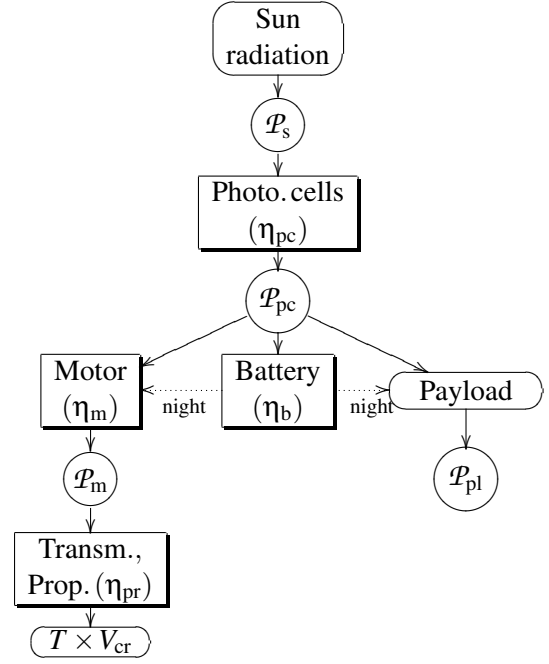 Sun
radiation
𝒫s
Photo. cells
(ηpc)
𝒫pc
Motor
(ηm)
night
Battery
(ηb)
night
Payload
𝒫m
𝒫pl
Transm.,
Prop. (ηpr)
T × Vcr